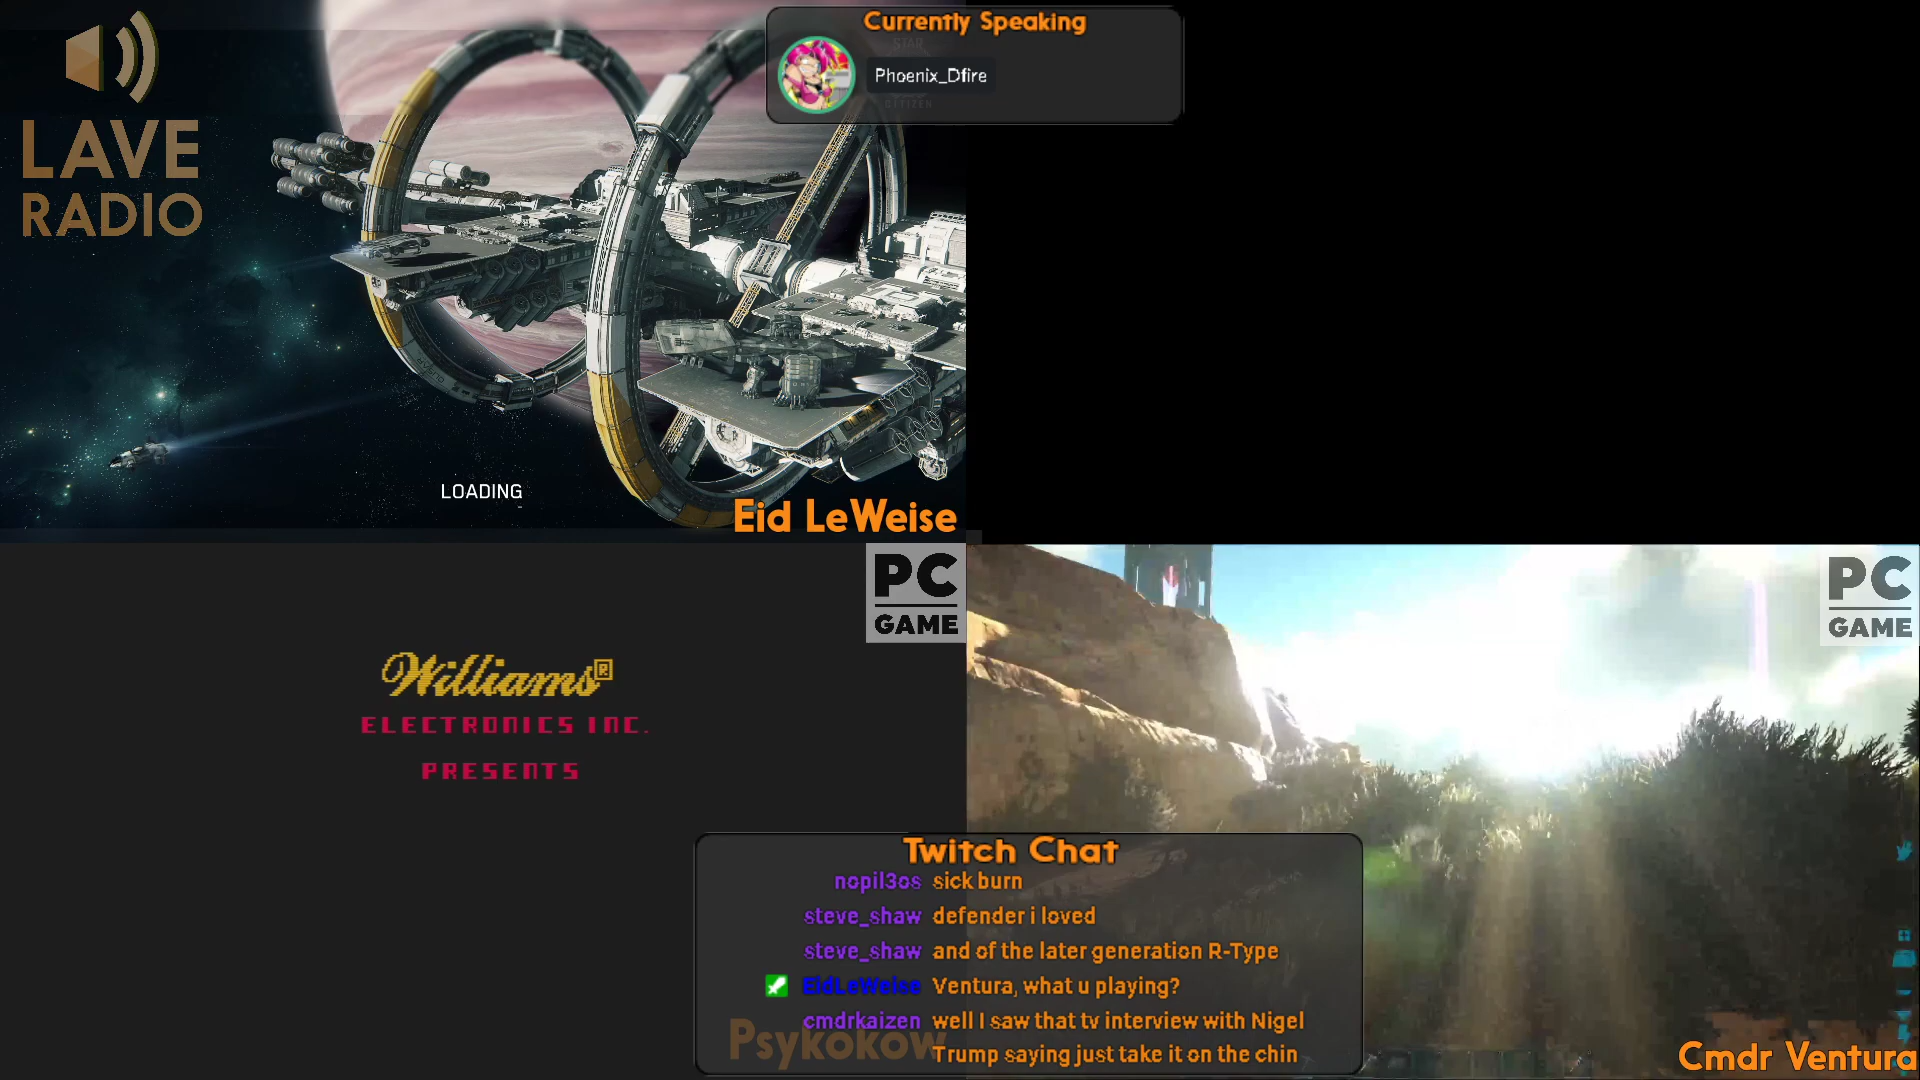 LAVE
RADIO
Currently Speaking
STAR
Phoenix_Dfire
CITIZEN
LOADING
Eid LeWeise
PC
GAME
PC
GAME
Williams®
ELECTRONICS INC.
PRESENTS
Twitch Chat
nopil3os sick burn
steve_shaw defender i loved
steve_shaw and of the later generation R-Type
EidLeWeise Ventura, what u playing?
cmdrkaizen well I saw that tv interview with Nigel
Trump saying just take it on the chin
Psykokow
Cmdr Ventura